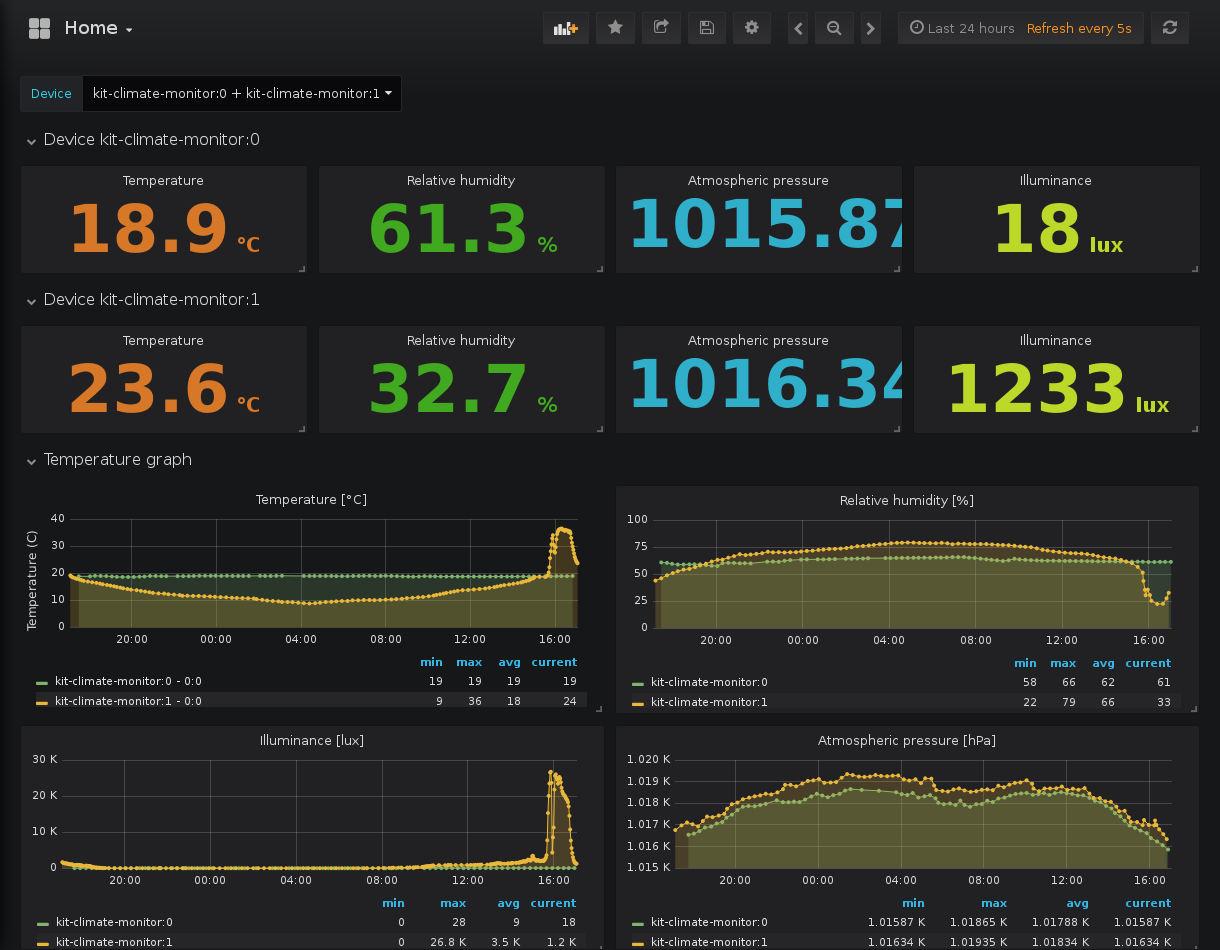 Home
Last 24 hours Refresh every 5s
Device kit-climate-monitor:0 + kit-climate-monitor:1
Device kit-climate-monitor:0
Temperature Relative humidity Atmospheric pressure Illuminance
18.9 °C 61.3 % 1015.87 18 lux
Device kit-climate-monitor:1
Temperature Relative humidity Atmospheric pressure Illuminance
23.6 °C 32.7 % 1016.34 1233 lux
Temperature graph
Temperature [°C]
Temperature (C)
40
30
20
10
0
20:00 00:00 04:00 08:00 12:00 16:00
min max avg current
kit-climate-monitor:0 - 0:0 19 19 19 19
kit-climate-monitor:1 - 0:0 9 36 18 24
Relative humidity [%]
100
75
50
25
0
20:00 00:00 04:00 08:00 12:00 16:00
min max avg current
kit-climate-monitor:0 58 66 62 61
kit-climate-monitor:1 22 79 66 33
Illuminance [lux]
30 K
20 K
10 K
0
20:00 00:00 04:00 08:00 12:00 16:00
min max avg current
kit-climate-monitor:0 0 28 9 18
kit-climate-monitor:1 0 26.8 K 3.5 K 1.2 K
Atmospheric pressure [hPa]
1.020 K
1.019 K
1.018 K
1.017 K
1.016 K
1.015 K
20:00 00:00 04:00 08:00 12:00 16:00
min max avg current
kit-climate-monitor:0 1.01587 K 1.01865 K 1.01788 K 1.01587 K
kit-climate-monitor:1 1.01634 K 1.01935 K 1.01834 K 1.01634 K